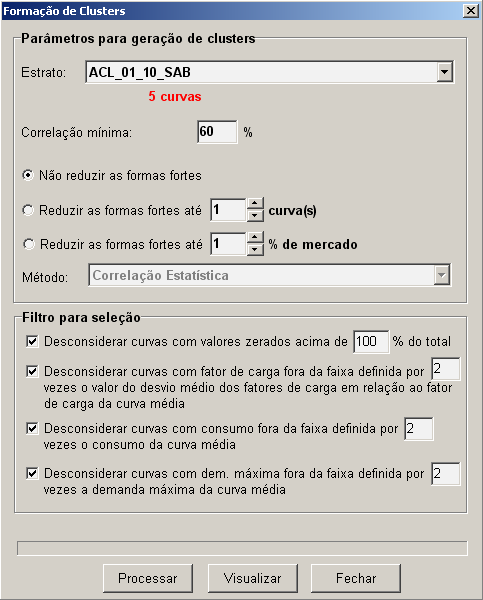 Formação de Clusters
Parâmetros para geração de clusters
Estrato: ACL_01_10_SAB
5 curvas
Correlação mínima: 60 %
Não reduzir as formas fortes
Reduzir as formas fortes até 1 curva(s)
Reduzir as formas fortes até 1 % de mercado
Método: Correlação Estatística
Filtro para seleção
Desconsiderar curvas com valores zerados acima de 100 % do total
Desconsiderar curvas com fator de carga fora da faixa definida por 2
vezes o valor do desvio médio dos fatores de carga em relação ao fator
de carga da curva média
Desconsiderar curvas com consumo fora da faixa definida por 2
vezes o consumo da curva média
Desconsiderar curvas com dem. máxima fora da faixa definida por 2
vezes a demanda máxima da curva média
Processar Visualizar Fechar